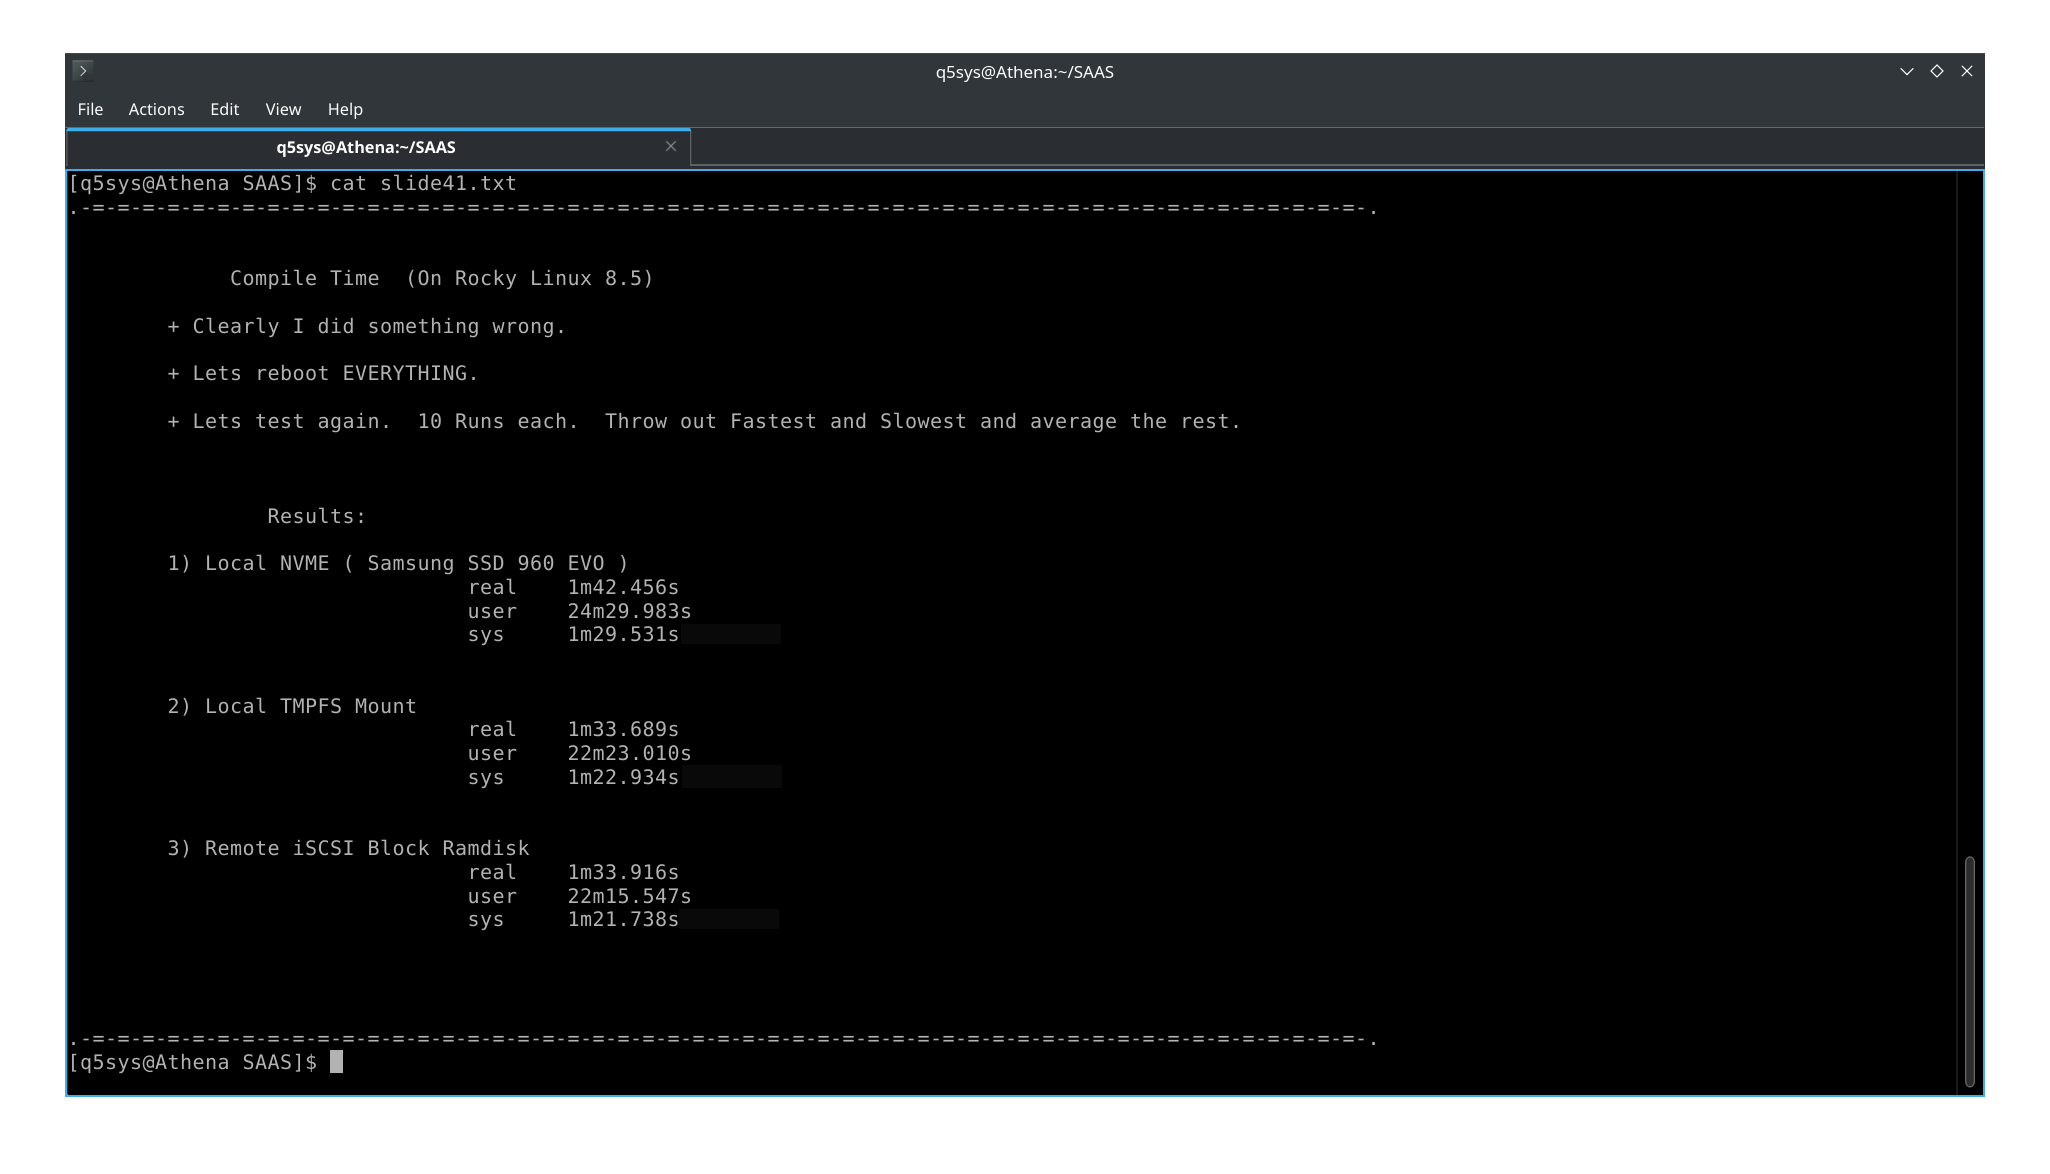 q5sys@Athena:~/SAAS
File Actions Edit View Help
q5sys@Athena:~/SAAS
[q5sys@Athena SAAS]$ cat slide41.txt
.-=-=-=-=-=-=-=-=-=-=-=-=-=-=-=-=-=-=-=-=-=-=-=-=-=-=-=-=-=-=-=-=-=-=-=-=-=-=-=-=-=-=-=-=-=-=-=-=-=-=-=-.
Compile Time  (On Rocky Linux 8.5)
+ Clearly I did something wrong.
+ Lets reboot EVERYTHING.
+ Lets test again.  10 Runs each.  Throw out Fastest and Slowest and average the rest.
Results:
1) Local NVME ( Samsung SSD 960 EVO )
real    1m42.456s
user    24m29.983s
sys     1m29.531s
2) Local TMPFS Mount
real    1m33.689s
user    22m23.010s
sys     1m22.934s
3) Remote iSCSI Block Ramdisk
real    1m33.916s
user    22m15.547s
sys     1m21.738s
.-=-=-=-=-=-=-=-=-=-=-=-=-=-=-=-=-=-=-=-=-=-=-=-=-=-=-=-=-=-=-=-=-=-=-=-=-=-=-=-=-=-=-=-=-=-=-=-=-=-=-=-.
[q5sys@Athena SAAS]$